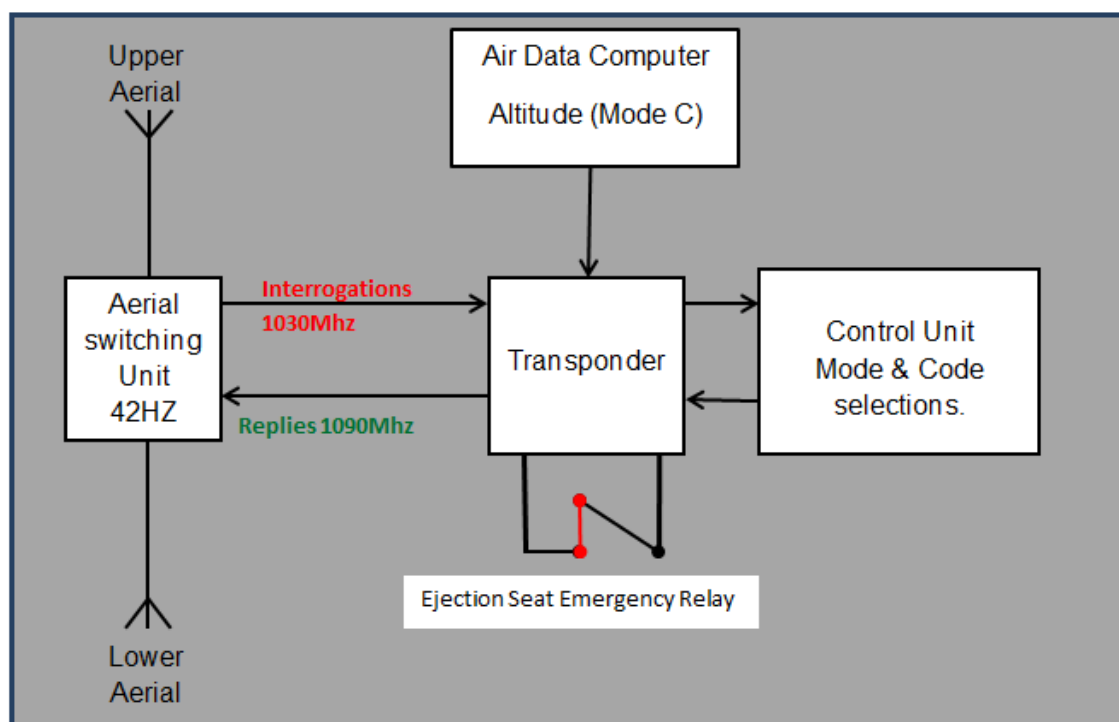 Upper
Aerial
Air Data Computer
Altitude (Mode C)
Aerial
switching
Unit
42HZ
Interrogations
1030Mhz
Replies 1090Mhz
Transponder
Control Unit
Mode & Code
selections.
Ejection Seat Emergency Relay
Lower
Aerial